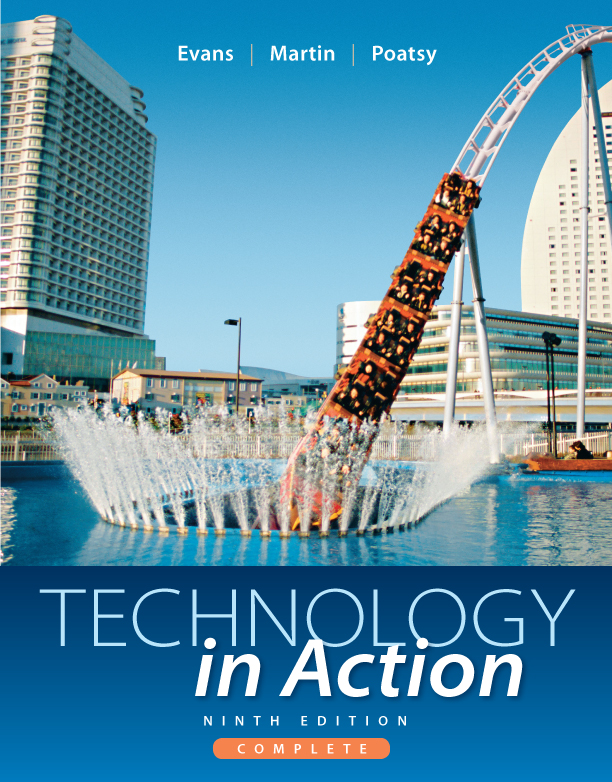 Evans | Martin | Poatsy
TECHNOLOGY
in Action
NINTH EDITION
COMPLETE